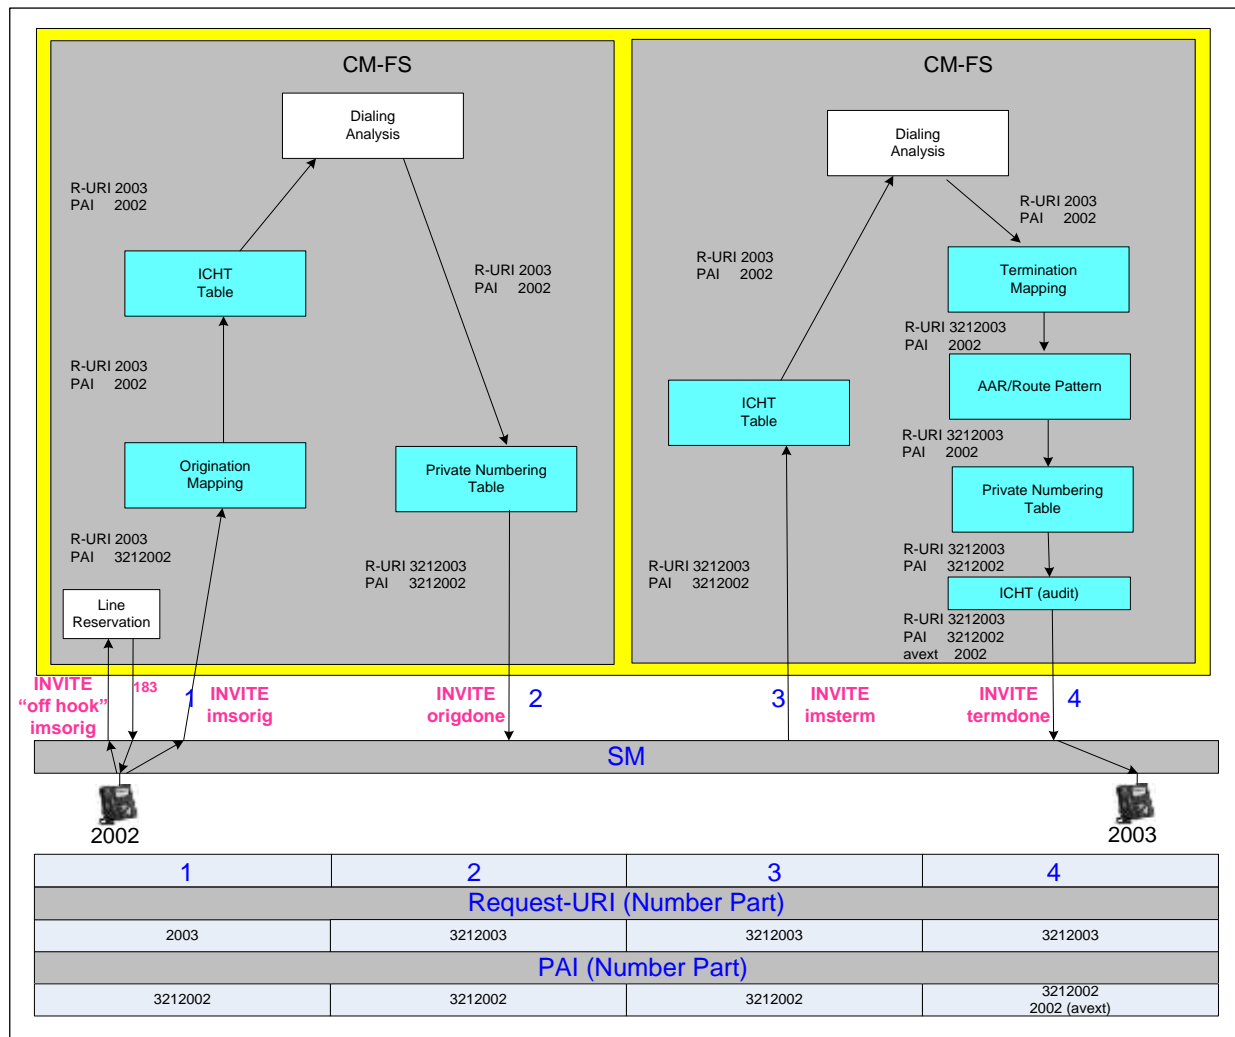 CM-FS
Dialing
Analysis
R-URI 2003
PAI 2002
ICHT
Table
R-URI 2003
PAI 2002
R-URI 2003
PAI 2002
Origination
Mapping
Private Numbering
Table
R-URI 2003
PAI 3212002
R-URI 3212003
PAI 3212002
Line
Reservation
CM-FS
Dialing
Analysis
R-URI 2003
PAI 2002
R-URI 2003
PAI 2002
Termination
Mapping
R-URI 3212003
PAI 2002
AAR/Route Pattern
ICHT
Table
R-URI 3212003
PAI 2002
Private Numbering
Table
R-URI 3212003
PAI 3212002
R-URI 3212003
PAI 3212002
ICHT (audit)
R-URI 3212003
PAI 3212002
avext 2002
INVITE
“off hook”
imsorig
183
1
INVITE
imsorig
INVITE
origdone
2
3
INVITE
imsterm
INVITE
termdone
4
SM
2002
2003
1 2 3 4
Request-URI (Number Part)
2003 3212003 3212003 3212003
PAI (Number Part)
3212002 3212002 3212002 3212002
2002 (avext)